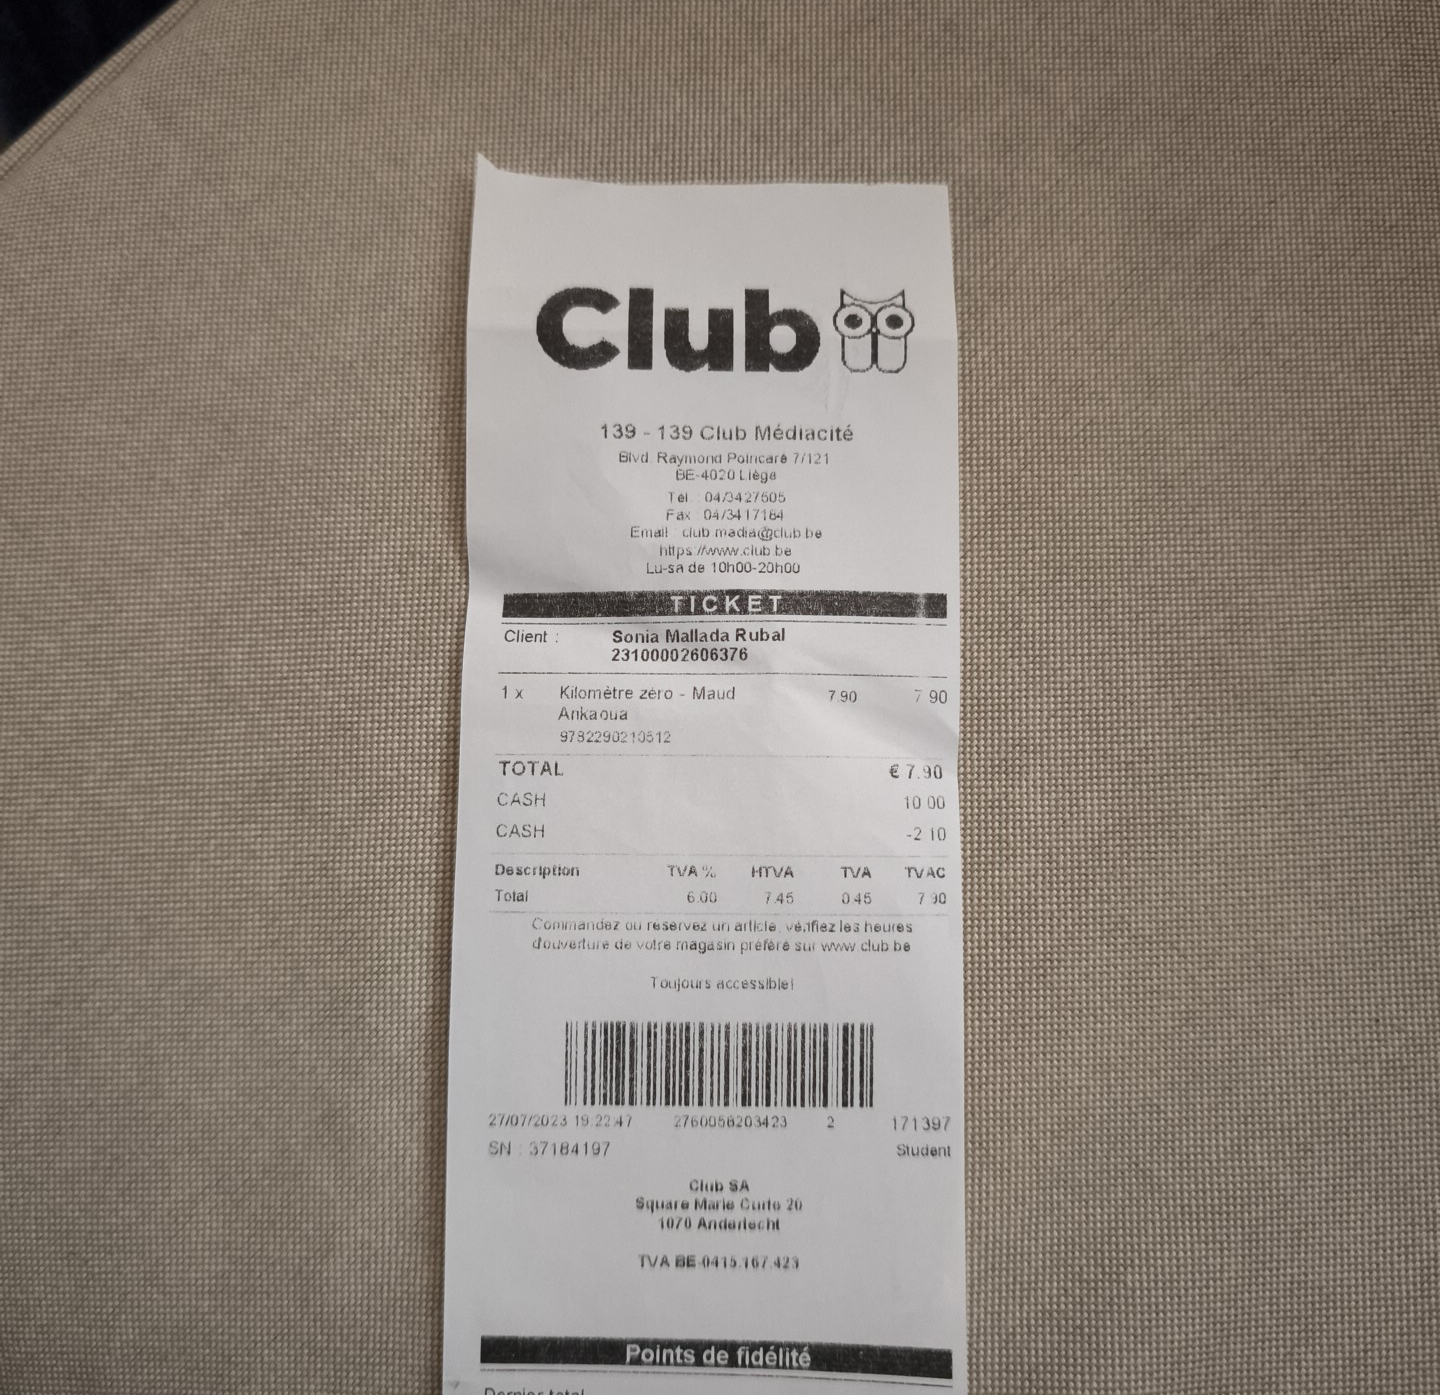 Club
139 - 139 Club Médiacité
Blvd. Raymond Poincaré 7/121
BE-4020 Liège
Tél : 04/3427605
Fax : 04/3417184
Email : club.media@club.be
https://www.club.be
Lu-sa de 10h00-20h00
TICKET
Client : Sonia Mallada Rubal
23100002606376
1 x Kilomètre zéro - Maud 7.90 7.90
Ankaoua
9782290210512
TOTAL € 7.90
CASH 10.00
CASH -2.10
Description TVA % HTVA TVA TVAC
Total 6.00 7.45 0.45 7.90
Commandez ou réservez un article, vérifiez les heures
d'ouverture de votre magasin préféré sur www.club.be
Toujours accessible!
27/07/2023 19:22:47 2760056203423 2 171397
SN : 37184197 Student
Club SA
Square Marie Curie 20
1070 Anderlecht
TVA BE-0415.167.423
Points de fidélité
Dernier total